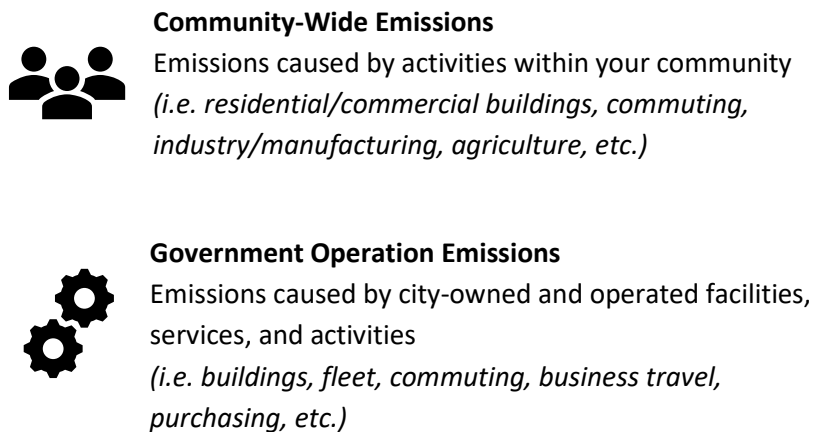 Community-Wide Emissions
Emissions caused by activities within your community
(i.e. residential/commercial buildings, commuting,
industry/manufacturing, agriculture, etc.)
Government Operation Emissions
Emissions caused by city-owned and operated facilities,
services, and activities
(i.e. buildings, fleet, commuting, business travel,
purchasing, etc.)